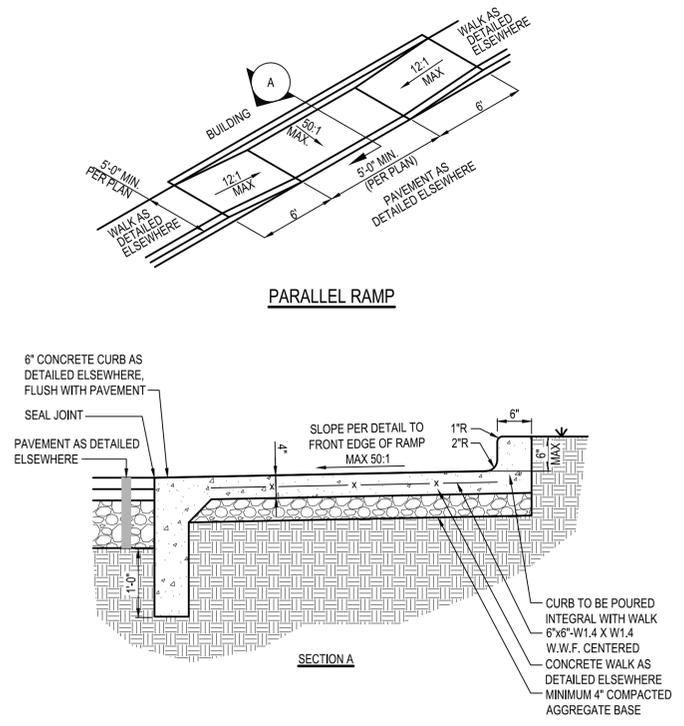 WALK AS
DETAILED
ELSEWHERE
12:1
MAX
A
BUILDING
50:1
MAX.
6'
5'-0" MIN.
(PER PLAN)
5'-0" MIN.
PER PLAN
12:1
MAX
PAVEMENT AS
DETAILED ELSEWHERE
WALK AS
DETAILED
ELSEWHERE
6'
PARALLEL RAMP
6" CONCRETE CURB AS
DETAILED ELSEWHERE,
FLUSH WITH PAVEMENT
SEAL JOINT
PAVEMENT AS DETAILED
ELSEWHERE
4"
SLOPE PER DETAIL TO
FRONT EDGE OF RAMP
MAX 50:1
1"R
2"R
6"
6"
MAX
X X X
1'-0"
CURB TO BE POURED
INTEGRAL WITH WALK
6"x6"-W1.4 X W1.4
W.W.F. CENTERED
CONCRETE WALK AS
DETAILED ELSEWHERE
MINIMUM 4" COMPACTED
AGGREGATE BASE
SECTION A